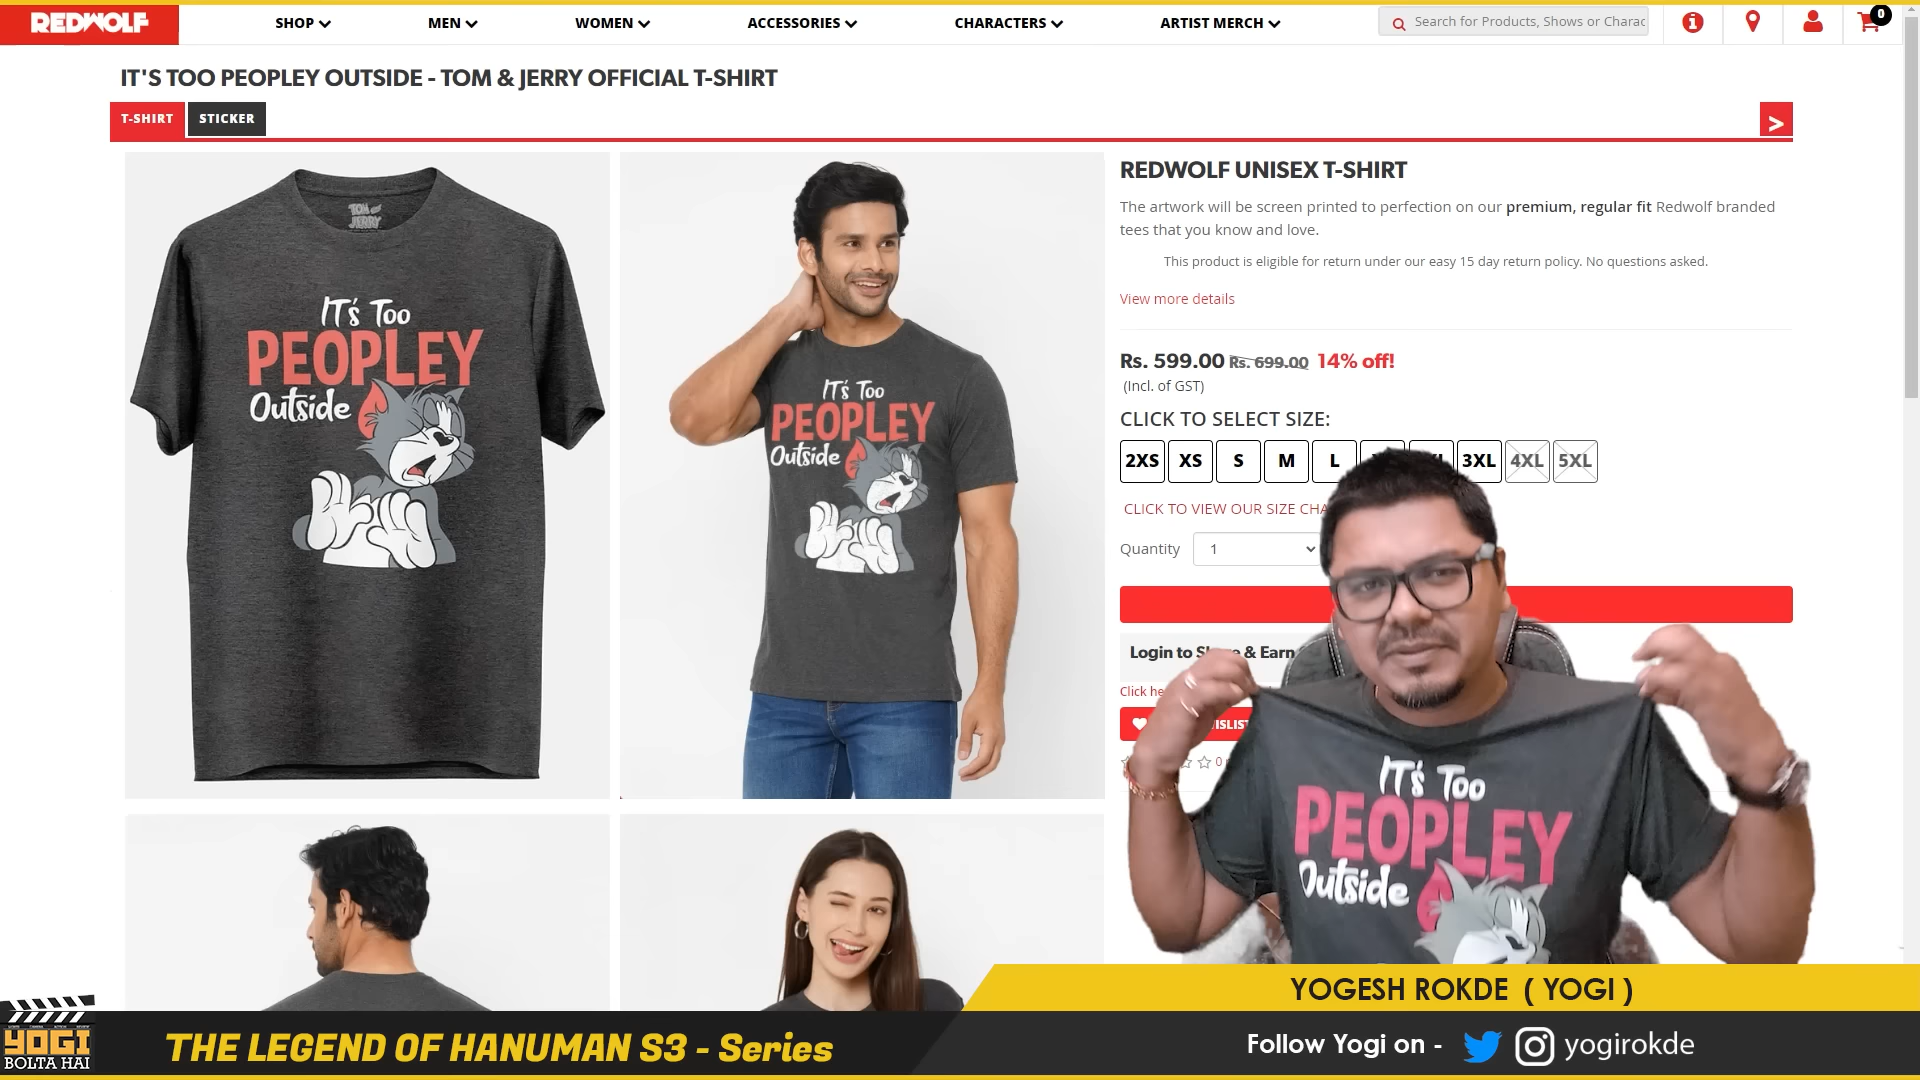 REDWOLF
SHOP
MEN
WOMEN
ACCESSORIES
CHARACTERS
ARTIST MERCH
Search for Products, Shows or Charac
0
IT'S TOO PEOPLEY OUTSIDE - TOM & JERRY OFFICIAL T-SHIRT
T-SHIRT
STICKER
>
TOM and
JERRY
IT's Too
PEOPLEY
Outside
IT's Too
PEOPLEY
Outside
REDWOLF UNISEX T-SHIRT
The artwork will be screen printed to perfection on our premium, regular fit Redwolf branded
tees that you know and love.
This product is eligible for return under our easy 15 day return policy. No questions asked.
View more details
Rs. 599.00 Rs. 699.00 14% off!
(Incl. of GST)
CLICK TO SELECT SIZE:
2XS XS S M L 3XL 4XL 5XL
CLICK TO VIEW OUR SIZE CHA
Quantity 1
Login to & Earn
Click he
0
IT's Too
PEOPLEY
Outside
YOGESH ROKDE ( YOGI )
YOGI
BOLTA HAI
THE LEGEND OF HANUMAN S3 - Series
Follow Yogi on - yogirokde